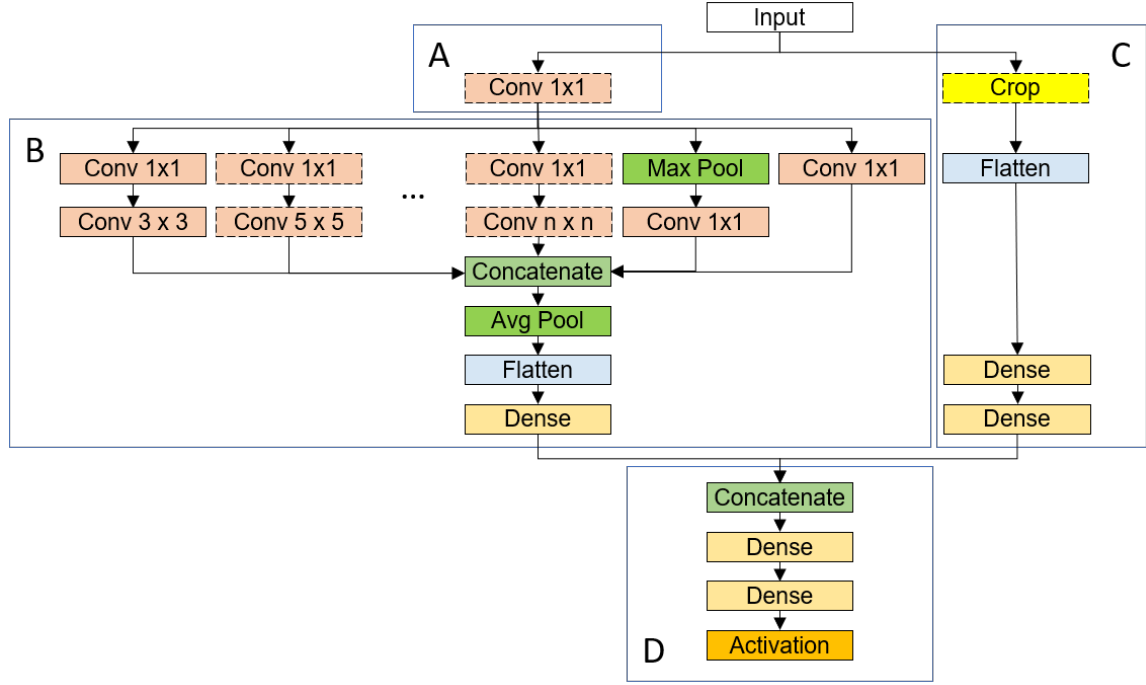 Input
A
C
Conv 1x1
Crop
B
Conv 1x1
Conv 1x1
...
Conv 1x1
Max Pool
Conv 1x1
Flatten
Conv 3 x 3
Conv 5 x 5
Conv n x n
Conv 1x1
Concatenate
Avg Pool
Flatten
Dense
Dense
Dense
Concatenate
Dense
Dense
D
Activation